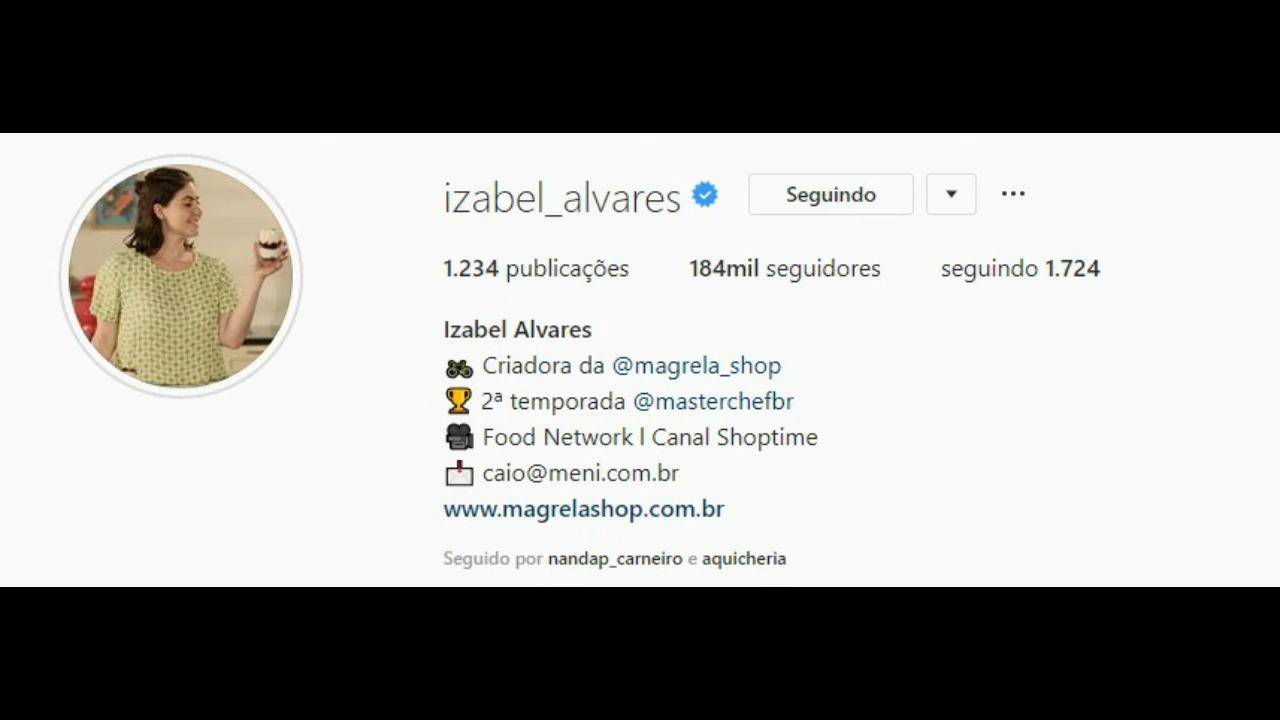 izabel_alvares Seguindo
1.234 publicações 184mil seguidores seguindo 1.724
Izabel Alvares
Criadora da @magrela_shop
2ª temporada @masterchefbr
Food Network l Canal Shoptime
caio@meni.com.br
www.magrelashop.com.br
Seguido por nandap_carneiro e aquicheria